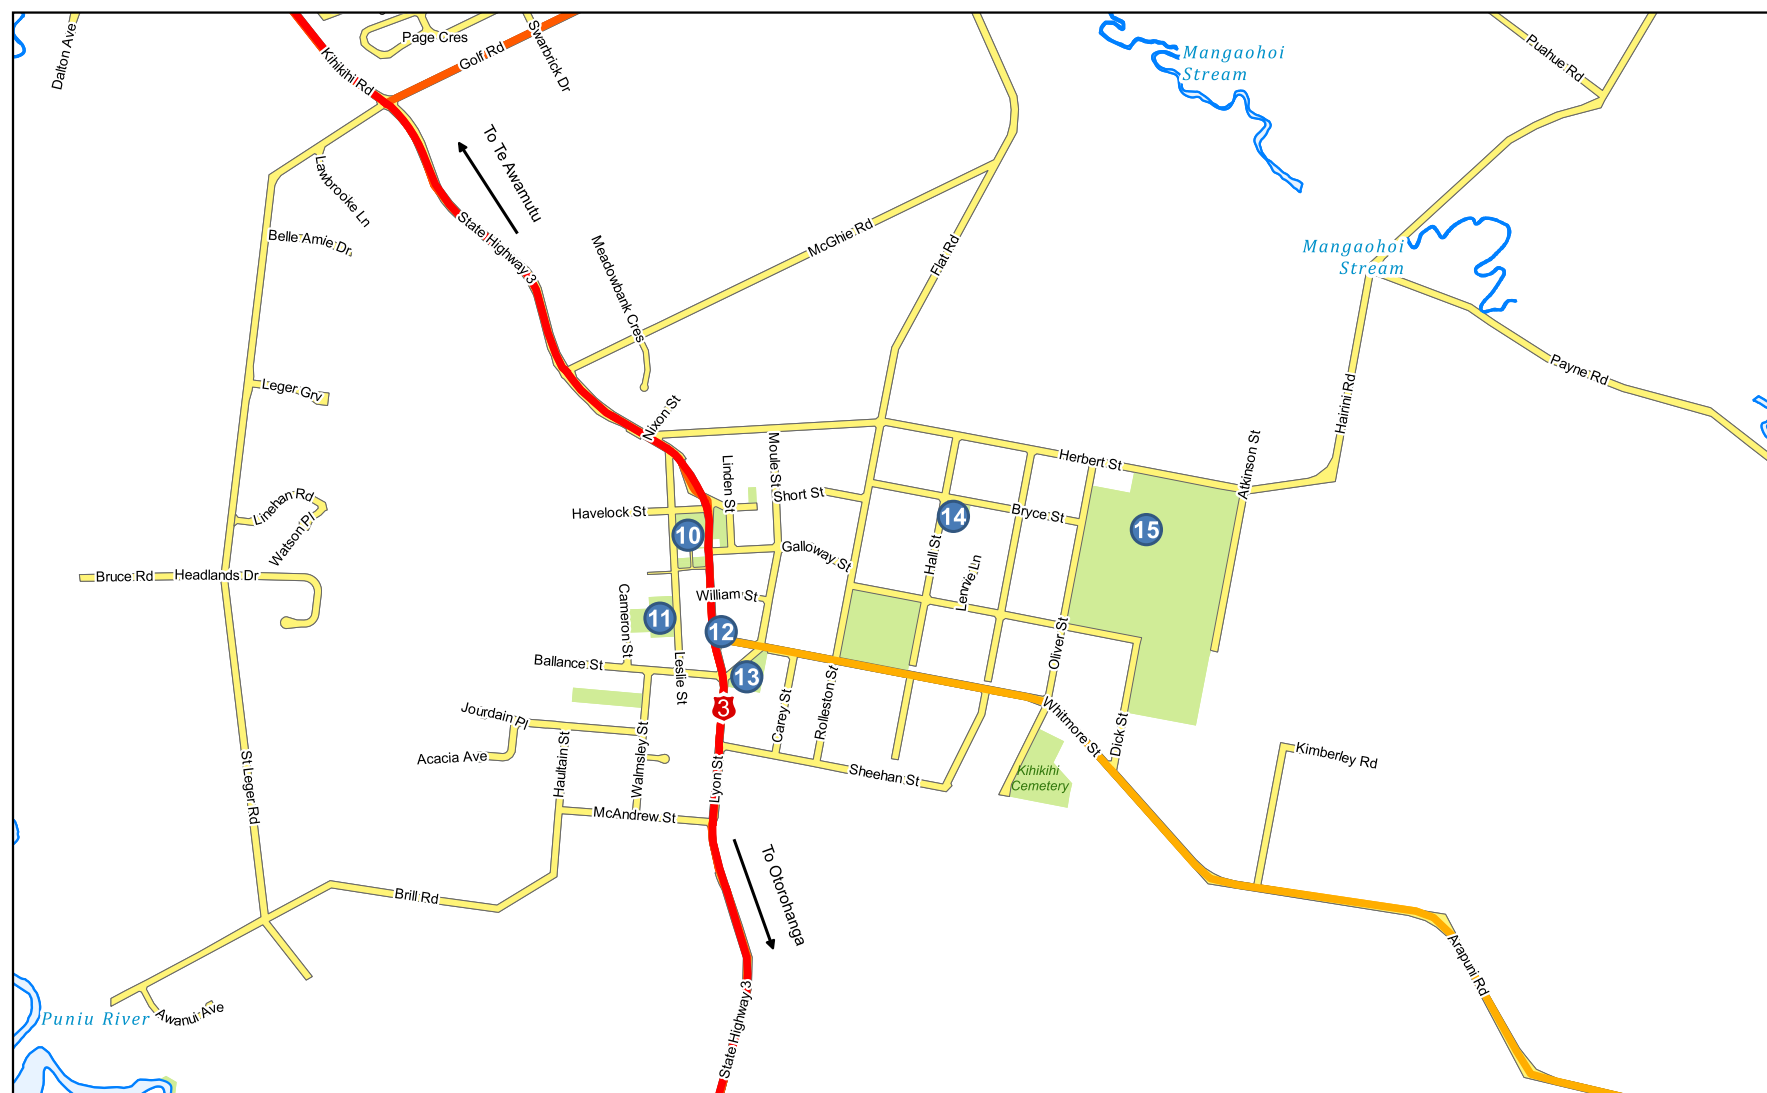 Dalton Ave
Page Cres
Golf Rd
Swarbrick Dr
Kihikihi Rd
Mangaohoi
Stream
Puahue Rd
To Te Awamutu
Lawbrooke Ln
State Highway 3
Belle Amie Dr
Meadowbank Cres
McGhie Rd
Flat Rd
Mangaohoi
Stream
Payne Rd
Hairini Rd
Leger Grv
Nixon St
Moule St
Linden St
Herbert St
Atkinson St
Short St
Linehan Rd
Watson Pl
Havelock St
10
14
Bryce St
15
Galloway St
Hall St
Lennie Ln
Bruce Rd
Headlands Dr
Cameron St
William St
11
12
Oliver St
Ballance St
Leslie St
13
3
Rolleston St
Carey St
Jourdain Pl
Whitmore St
Dick St
Acacia Ave
Haultain St
Walmsley St
Lyon St
Sheehan St
Kihikihi
Cemetery
Kimberley Rd
St Leger Rd
McAndrew St
To Otorohanga
Brill Rd
Arapuni Rd
Puniu River
Awanui Ave
State Highway 3